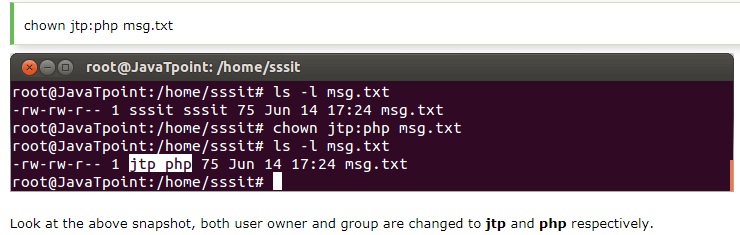 chown jtp:php msg.txt
root@JavaTpoint: /home/sssit
root@JavaTpoint:/home/sssit# ls -l msg.txt
-rw-rw-r-- 1 sssit sssit 75 Jun 14 17:24 msg.txt
root@JavaTpoint:/home/sssit# chown jtp:php msg.txt
root@JavaTpoint:/home/sssit# ls -l msg.txt
-rw-rw-r-- 1 jtp php 75 Jun 14 17:24 msg.txt
root@JavaTpoint:/home/sssit#
Look at the above snapshot, both user owner and group are changed to jtp and php respectively.